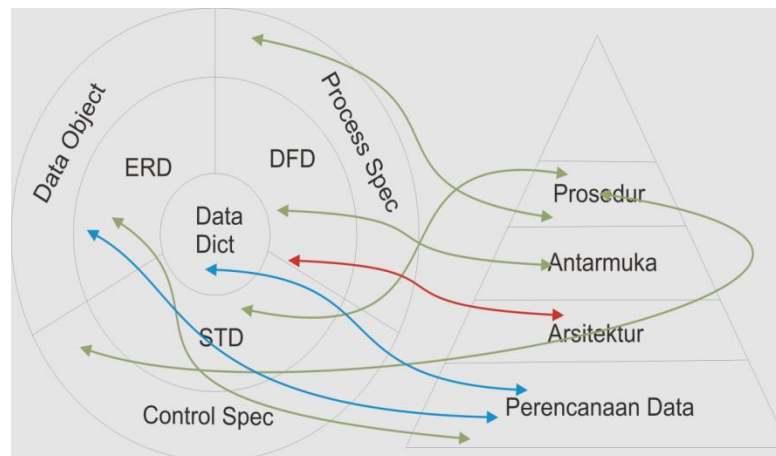 Data Object
Process Spec
ERD
DFD
Data
Dict
STD
Control Spec
Prosedur
Antarmuka
Arsitektur
Perencanaan Data